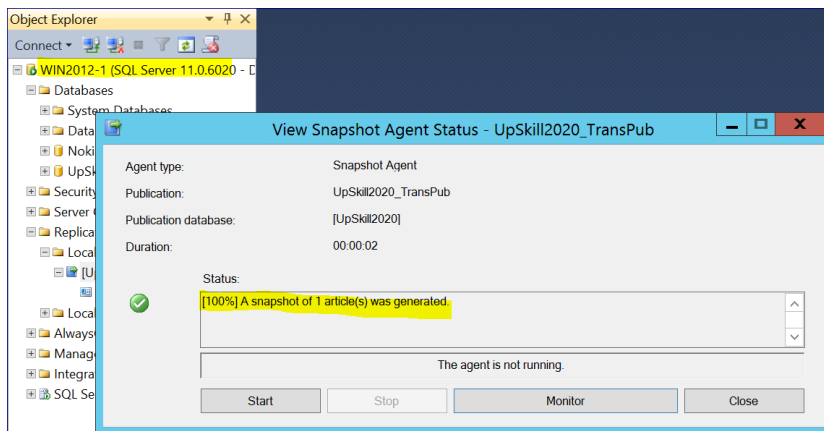 Object Explorer
Connect
WIN2012-1 (SQL Server 11.0.6020 - D
Databases
System Databases
Data
Noki
UpSk
Security
Server
Replica
Local
[Up
Local
Always
Manag
Integra
SQL Se
View Snapshot Agent Status - UpSkill2020_TransPub
Agent type:
Snapshot Agent
Publication:
UpSkill2020_TransPub
Publication database:
[UpSkill2020]
Duration:
00:00:02
Status:
[100%] A snapshot of 1 article(s) was generated.
The agent is not running.
Start
Stop
Monitor
Close